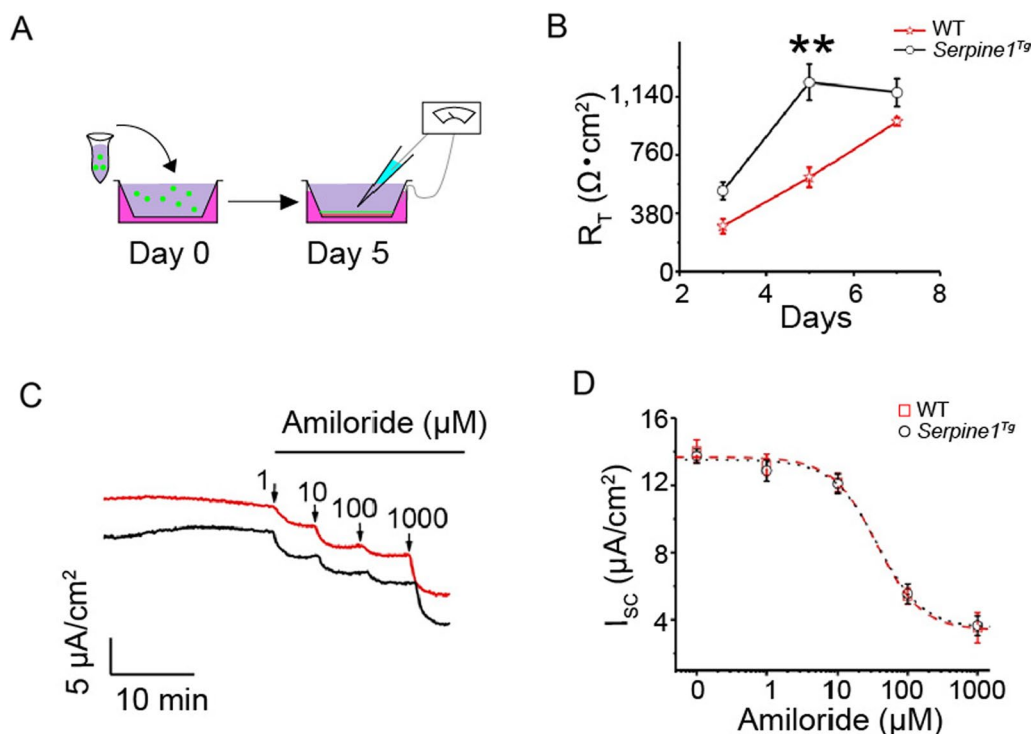 A
Day 0
Day 5
B
WT
Serpine1ᵀᵍ
**
R_T (Ω•cm²)
1,140
760
380
0
2
4
6
8
Days
C
Amiloride (µM)
1
10
100
1000
5 µA/cm²
10 min
D
WT
Serpine1ᵀᵍ
I_SC (µA/cm²)
16
12
8
4
0
1
10
100
1000
Amiloride (µM)